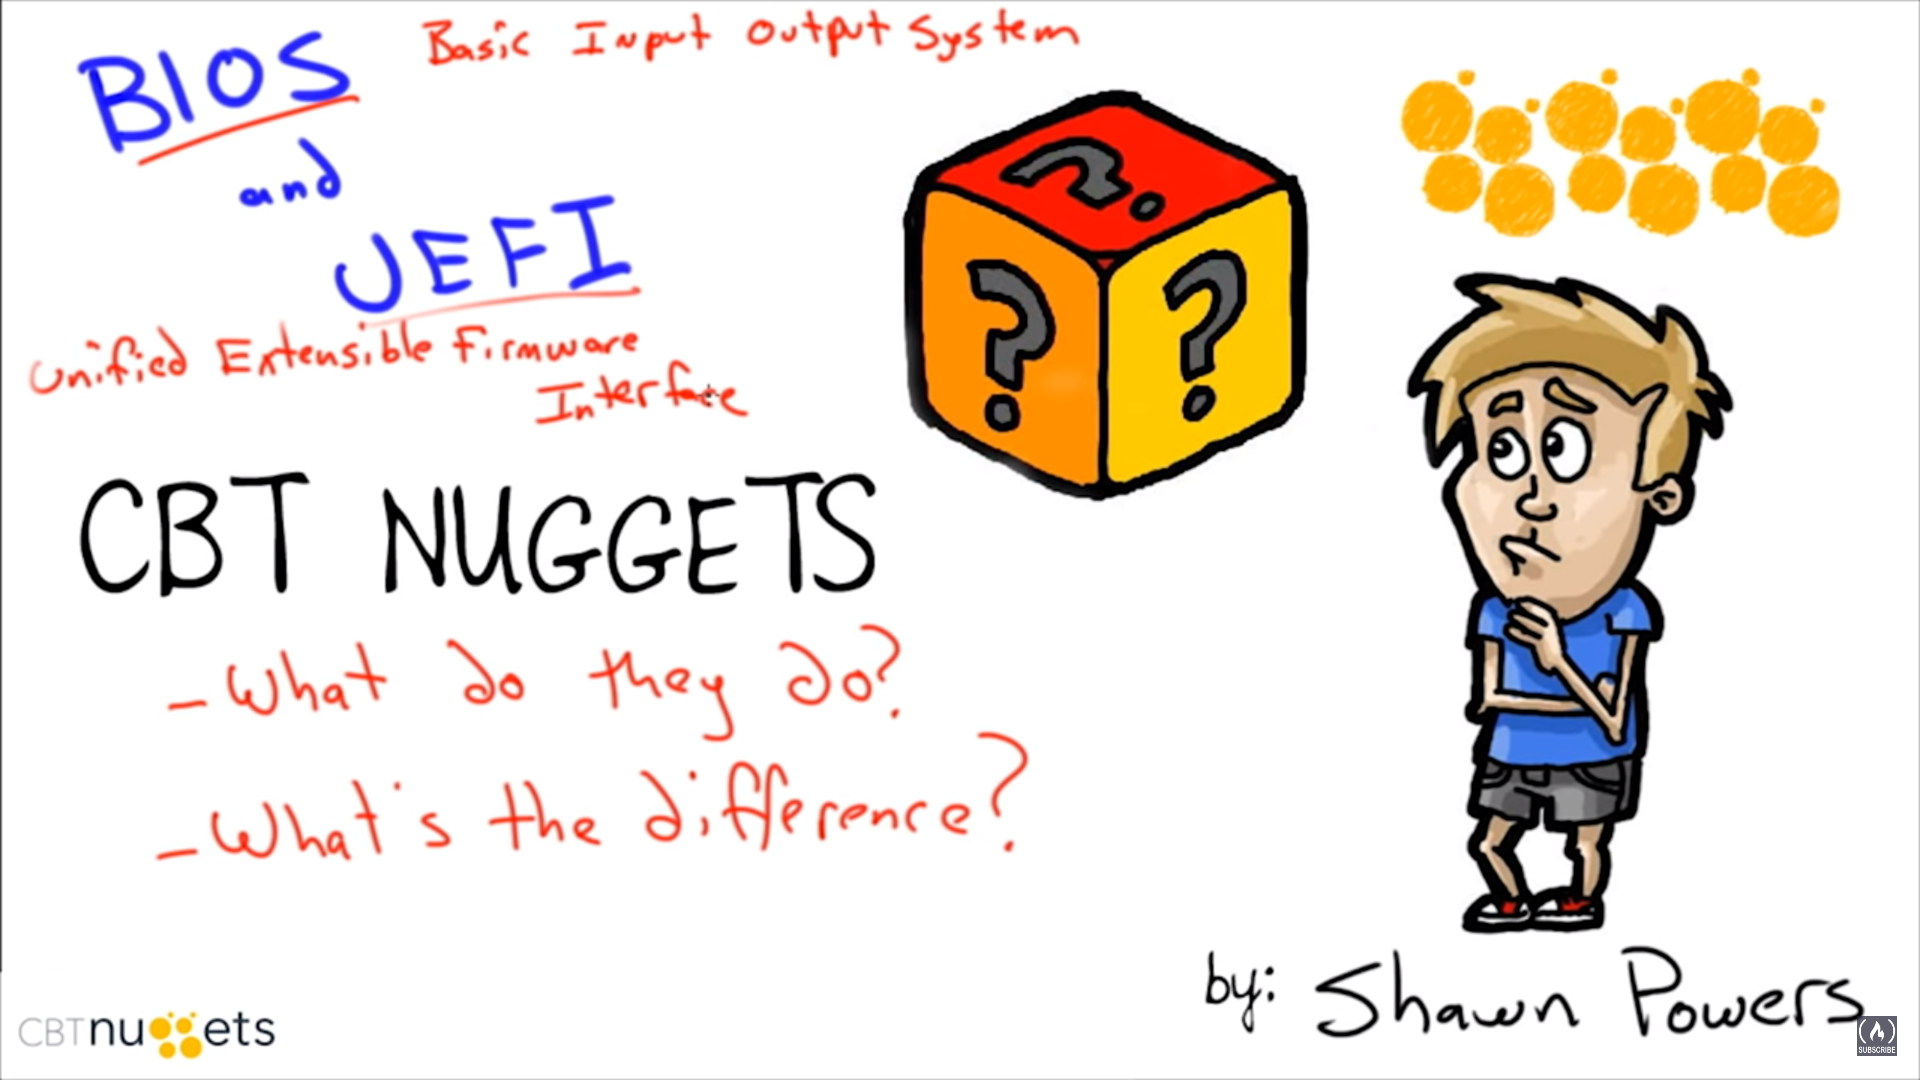 BIOS
Basic Input Output System
and
UEFI
Unified Extensible Firmware
Interface
? ? ?
CBT NUGGETS
- What do they do?
- What's the difference?
by: Shawn Powers
CBTnuggets
SUBSCRIBE